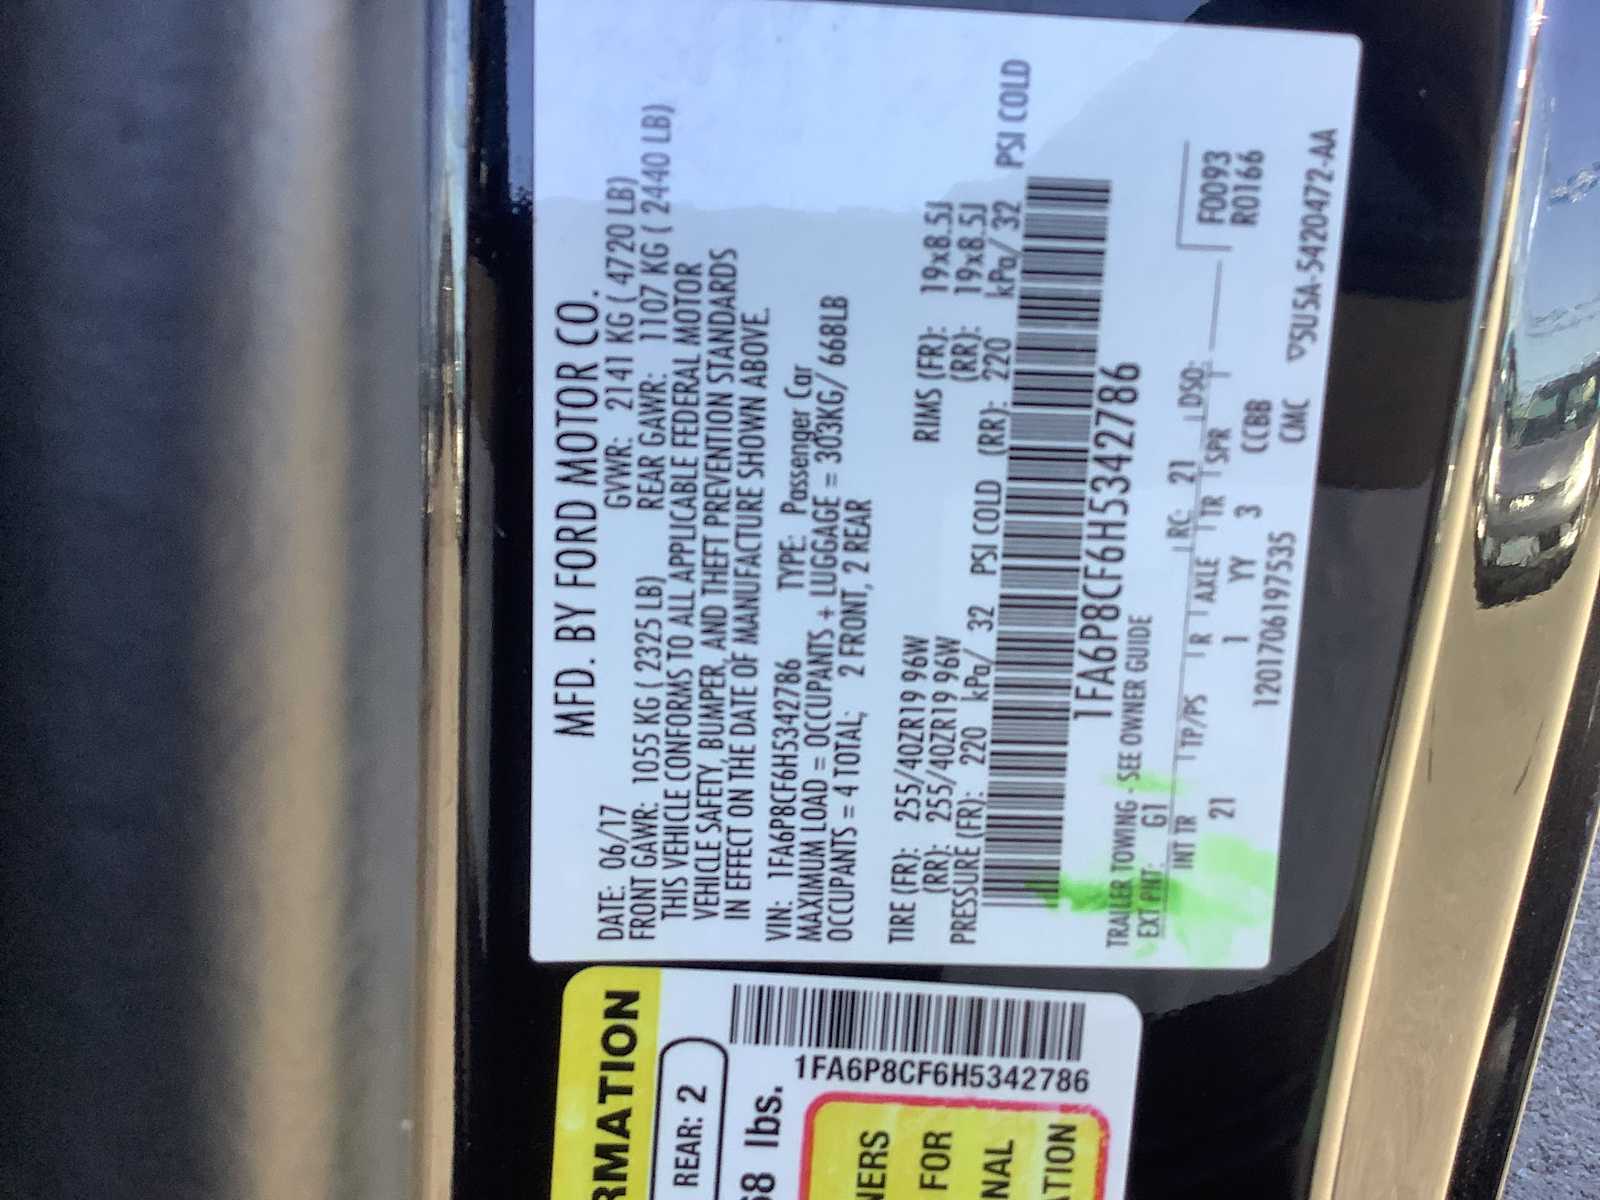 MFD. BY FORD MOTOR CO.
DATE: 06/17 GVWR: 2141 KG ( 4720 LB)
FRONT GAWR: 1055 KG ( 2325 LB) REAR GAWR: 1107 KG ( 2440 LB)
THIS VEHICLE CONFORMS TO ALL APPLICABLE FEDERAL MOTOR
VEHICLE SAFETY, BUMPER, AND THEFT PREVENTION STANDARDS
IN EFFECT ON THE DATE OF MANUFACTURE SHOWN ABOVE.
VIN: 1FA6P8CF6H5342786 TYPE: Passenger Car
MAXIMUM LOAD = OCCUPANTS + LUGGAGE = 303KG/ 668LB
OCCUPANTS = 4 TOTAL; 2 FRONT, 2 REAR
TIRE (FR): 255/40ZR19 96W RIMS (FR): 19x8.5J
(RR): 255/40ZR19 96W (RR): 19x8.5J
PRESSURE (FR): 220 kPa/ 32 PSI COLD (RR): 220 kPa/ 32 PSI COLD
1FA6P8CF6H5342786
TRAILER TOWING - SEE OWNER GUIDE
EXT PNT: G1 RC: 21 DSO: F0093
INT TR TP/PS R AXLE TR SPR R0166
21 1 YY 3 CCBB
1201706197535 CMC ▽5U5A-5420472-AA
RMATION
REAR: 2
68 lbs.
1FA6P8CF6H5342786
NERS
FOR
NAL
ATION